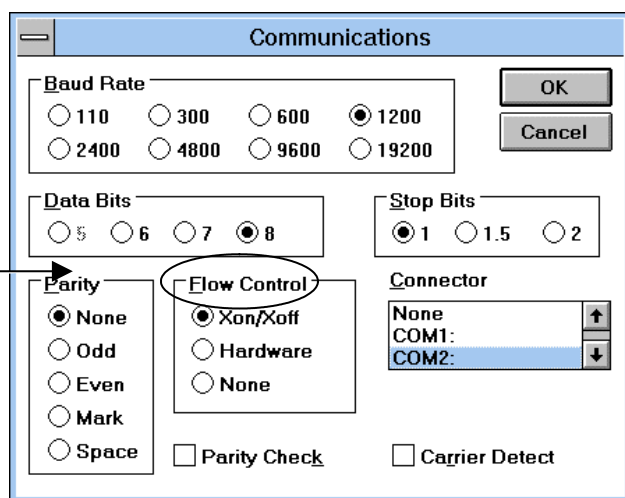 Communications
Baud Rate
110 300 600 1200
2400 4800 9600 19200
OK
Cancel
Data Bits
5 6 7 8
Stop Bits
1 1.5 2
Parity
None
Odd
Even
Mark
Space
Flow Control
Xon/Xoff
Hardware
None
Connector
None
COM1:
COM2:
Parity Check
Carrier Detect